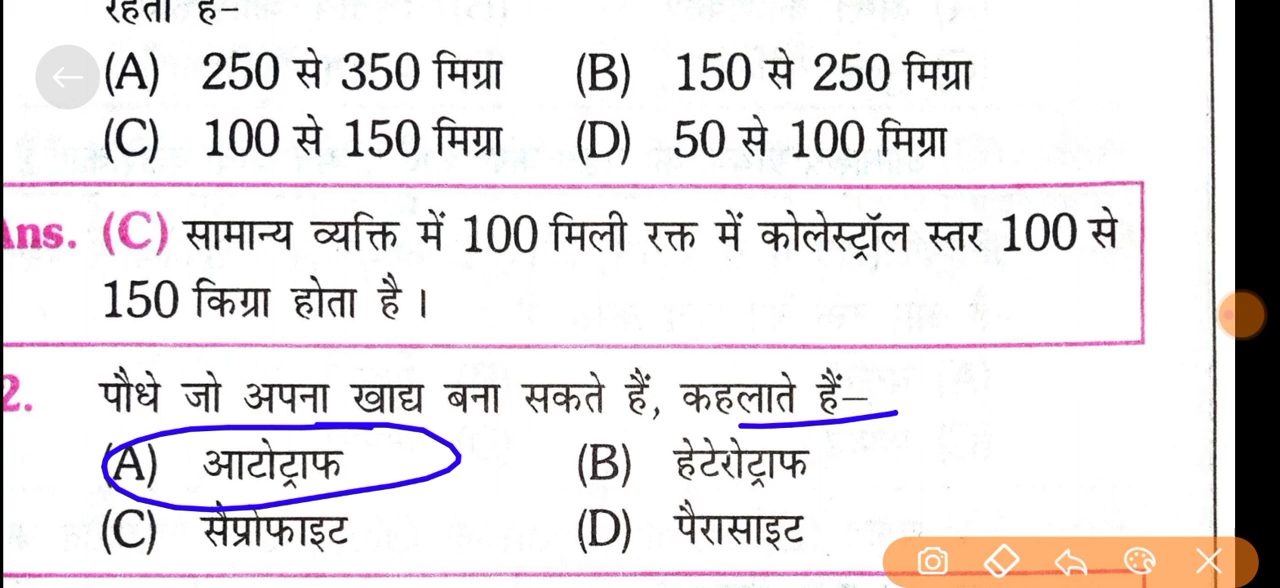 रहता है–
(A) 250 से 350 मिग्रा (B) 150 से 250 मिग्रा
(C) 100 से 150 मिग्रा (D) 50 से 100 मिग्रा
Ans. (C) सामान्य व्यक्ति में 100 मिली रक्त में कोलेस्ट्रॉल स्तर 100 से
150 किग्रा होता है।
2. पौधे जो अपना खाद्य बना सकते हैं, कहलाते हैं–
(A) आटोट्राफ (B) हेटेरोट्राफ
(C) सैप्रोफाइट (D) पैरासाइट